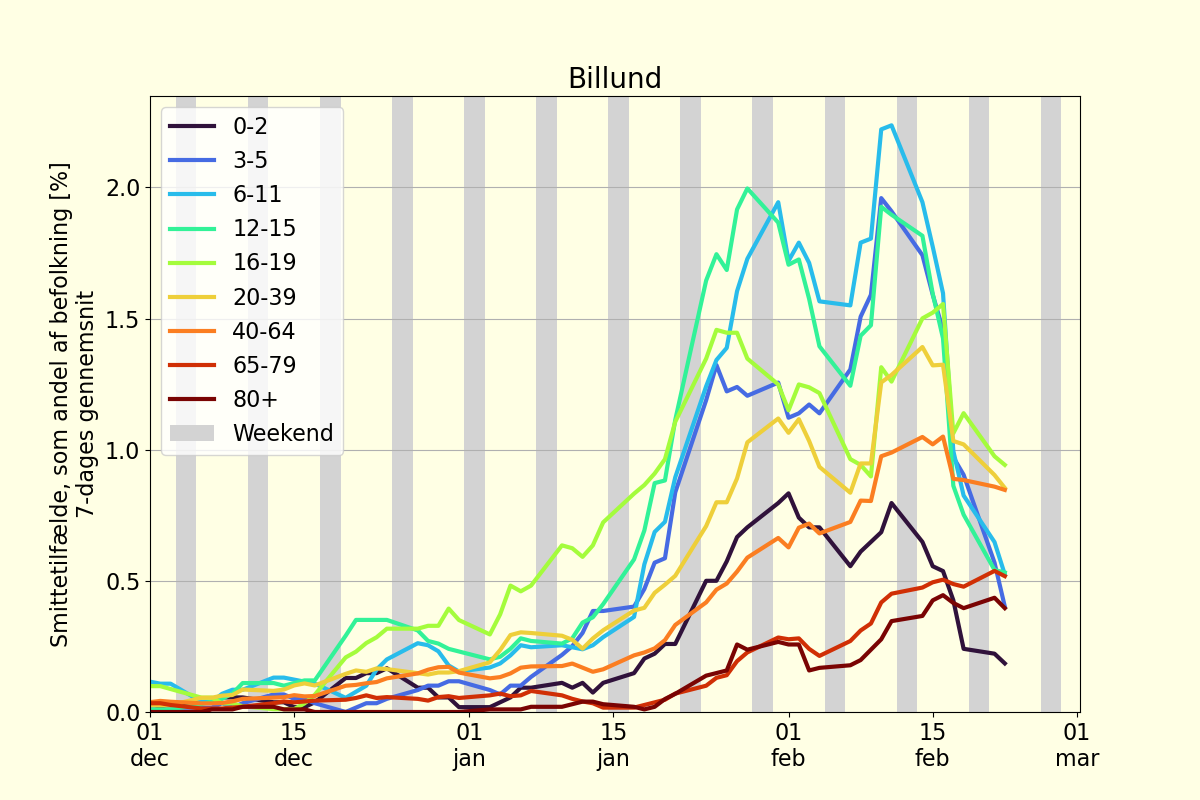 Billund
Smittetilfælde, som andel af befolkning [%]
7-dages gennemsnit
2.0
1.5
1.0
0.5
0.0
0-2
3-5
6-11
12-15
16-19
20-39
40-64
65-79
80+
Weekend
01 15 01 15 01 15 01
dec dec jan jan feb feb mar